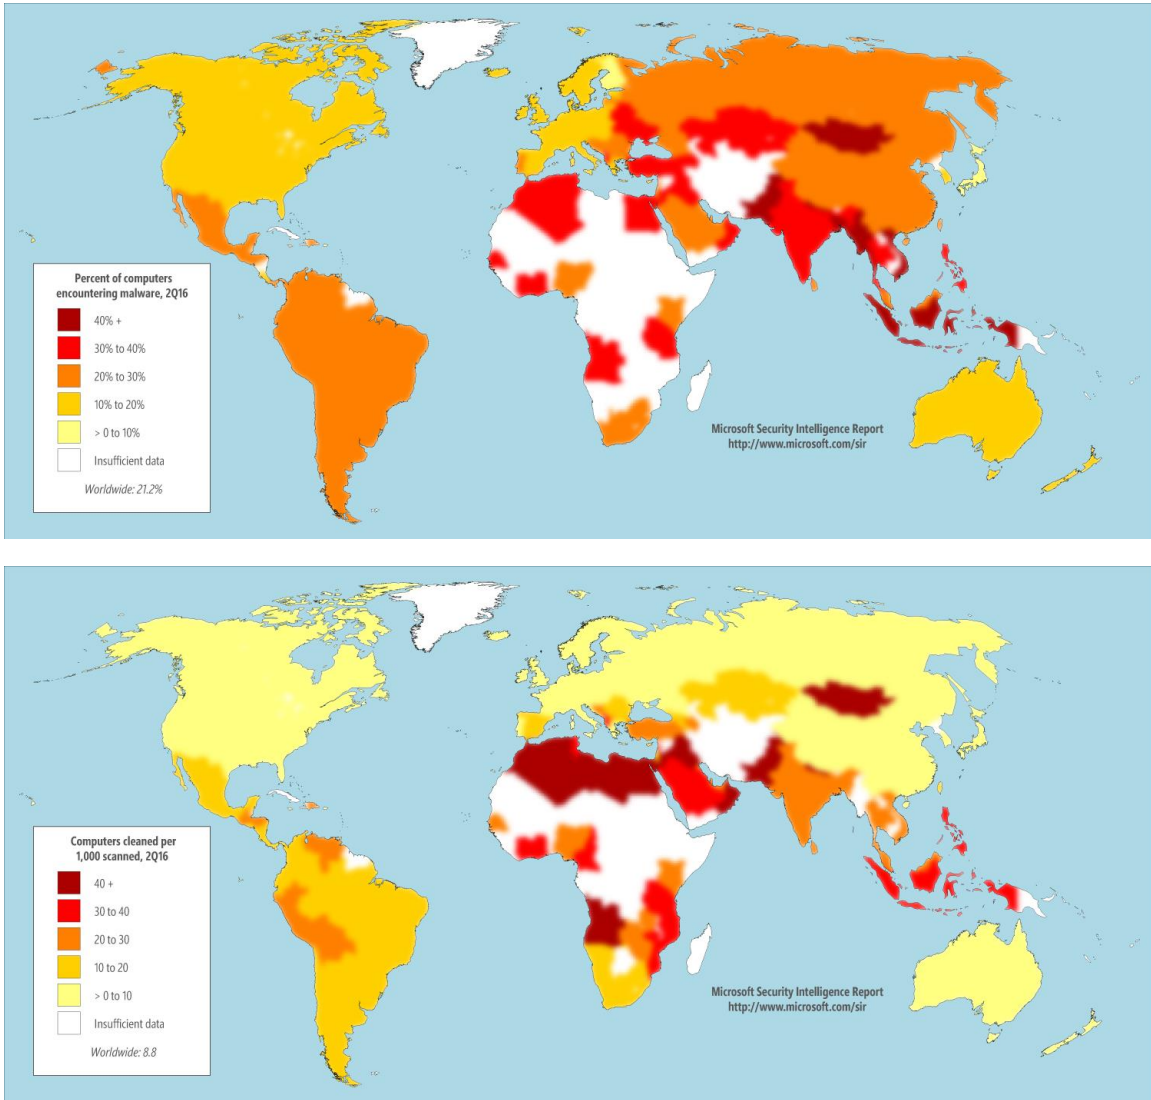 Percent of computers
encountering malware, 2Q16
40% +
30% to 40%
20% to 30%
10% to 20%
> 0 to 10%
Insufficient data
Worldwide: 21.2%
Microsoft Security Intelligence Report
http://www.microsoft.com/sir
Computers cleaned per
1,000 scanned, 2Q16
40 +
30 to 40
20 to 30
10 to 20
> 0 to 10
Insufficient data
Worldwide: 8.8
Microsoft Security Intelligence Report
http://www.microsoft.com/sir